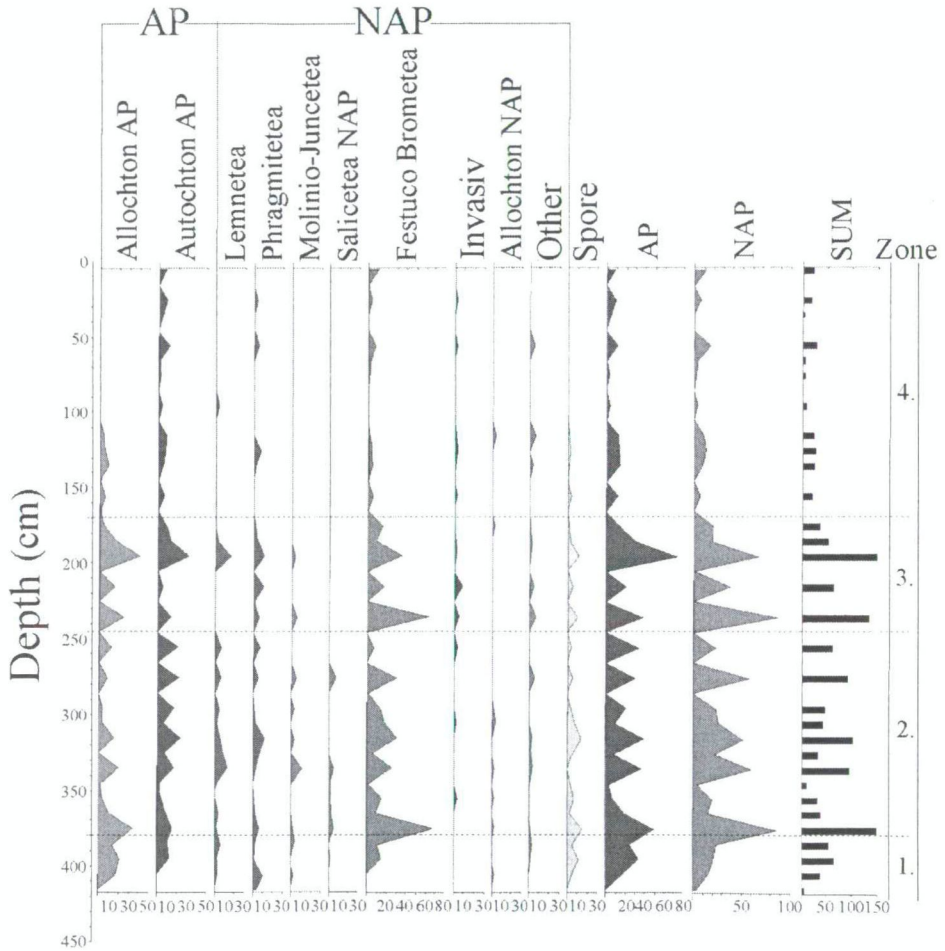 AP
NAP
Allochton AP
Autochton AP
Lemnetea
Phragmitetea
Molinio-Juncetea
Salicetea NAP
Festuco Brometea
Invasiv
Allochton NAP
Other
Spore
AP
NAP
SUM
Zone
Depth (cm)
0
50
100
150
200
250
300
350
400
450
4.
3.
2.
1.
10 30 50
10 30 50
10 30
10 30
10 30
10 30
20 40 60 80
10 30
10 30
10 30
10 30
20 40 60 80
50 100
50 100 150